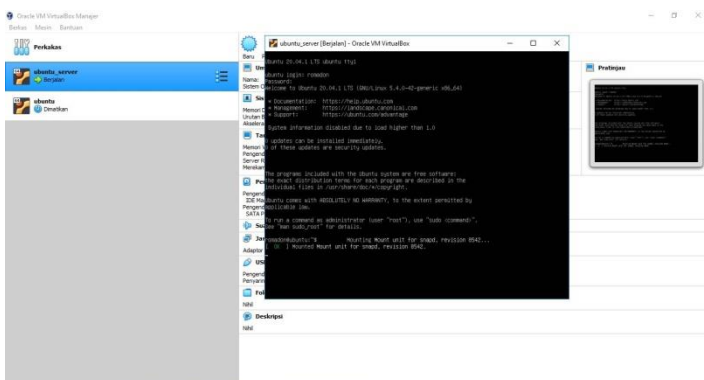 Oracle VM VirtualBox Manager
Berkas Mesin Bantuan
Perkakas
ubuntu_server
Berjalan
ubuntu
Dimatikan
Baru
Nama:
Sistem
ubuntu_server [Berjalan] - Oracle VM VirtualBox
Ubuntu 20.04.1 LTS ubuntu tty1
ubuntu login: romadon
Password:
Welcome to Ubuntu 20.04.1 LTS (GNU/Linux 5.4.0-42-generic x86_64)
* Documentation: https://help.ubuntu.com
* Management: https://landscape.canonical.com
* Support: https://ubuntu.com/advantage
System information disabled due to load higher than 1.0
0 updates can be installed immediately.
0 of these updates are security updates.
The programs included with the Ubuntu system are free software;
the exact distribution terms for each program are described in the
individual files in /usr/share/doc/*/copyright.
Ubuntu comes with ABSOLUTELY NO WARRANTY, to the extent permitted by
applicable law.
To run a command as administrator (user "root"), use "sudo <command>".
See "man sudo_root" for details.
romadon@ubuntu:~$ Mounting Mount unit for snapd, revision 8542...
[ OK ] Mounted Mount unit for snapd, revision 8542.
Adaptor
USB
Nihil
Deskripsi
Nihil
Pratinjau